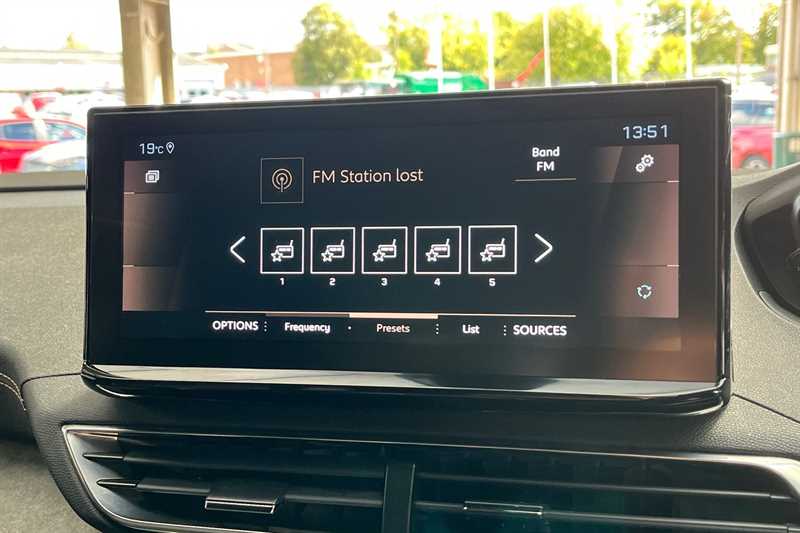 19°C
13:51
FM Station lost
Band
FM
1 2 3 4 5
OPTIONS Frequency Presets List SOURCES